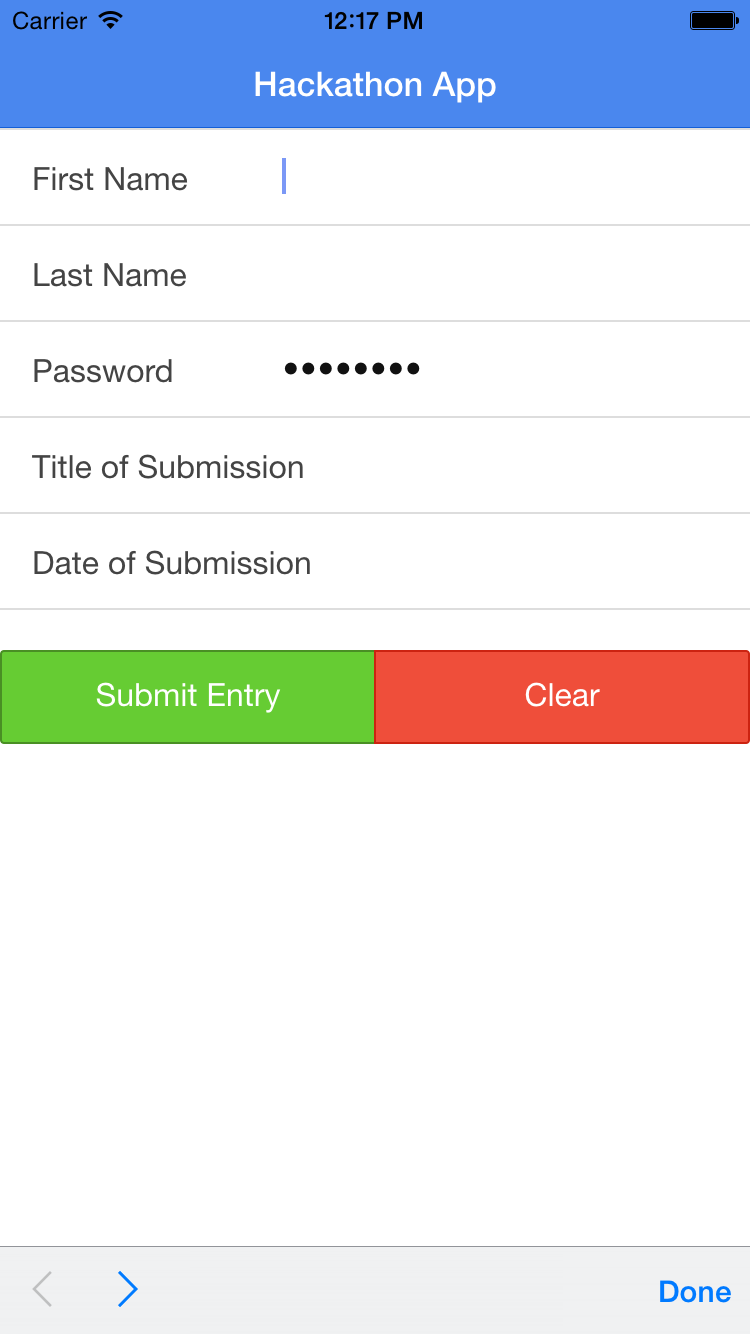 Carrier 12:17 PM
Hackathon App
First Name
Last Name
Password ••••••••
Title of Submission
Date of Submission
Submit Entry Clear
Done